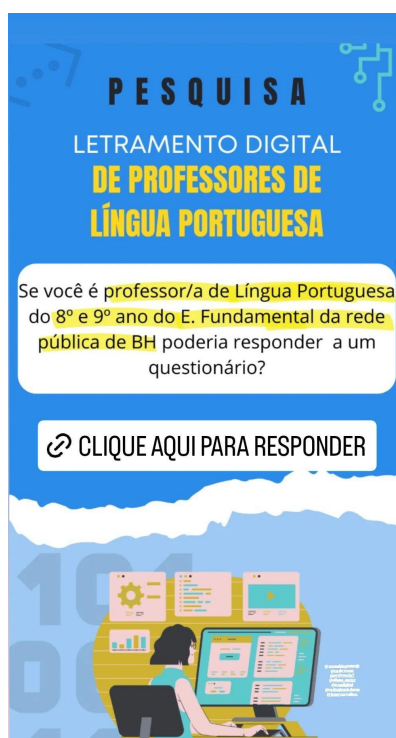 PESQUISA
LETRAMENTO DIGITAL
DE PROFESSORES DE
LÍNGUA PORTUGUESA
Se você é professor/a de Língua Portuguesa
do 8º e 9º ano do E. Fundamental da rede
pública de BH poderia responder a um
questionário?
CLIQUE AQUI PARA RESPONDER
101